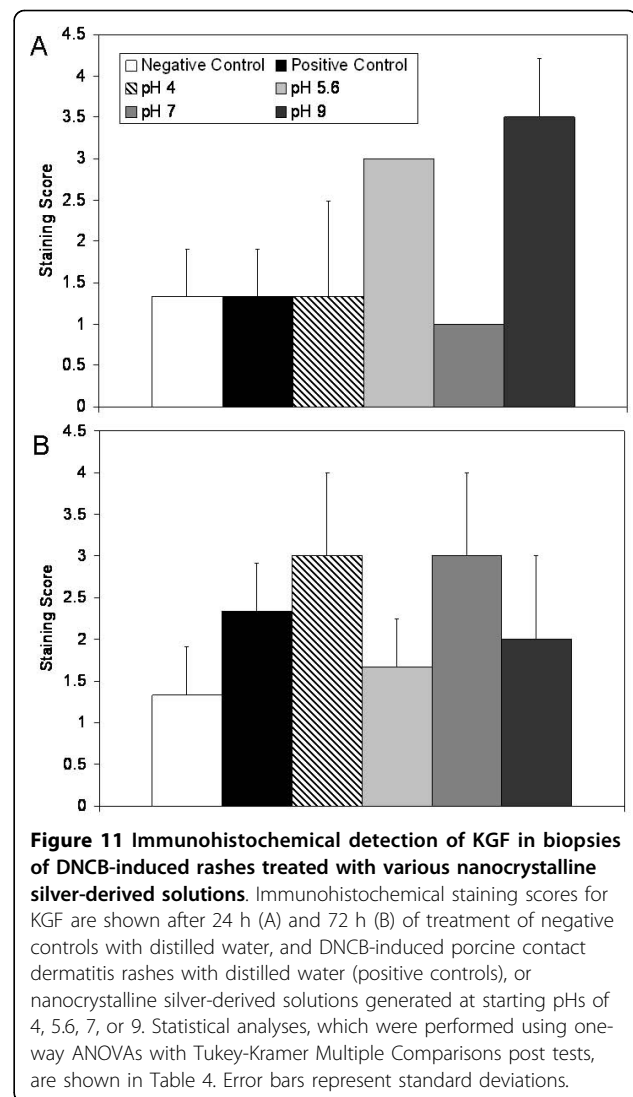 A
4.5
4
3.5
3
2.5
2
1.5
1
0.5
0
Staining Score
Negative Control Positive Control
pH 4 pH 5.6
pH 7 pH 9
B
4.5
4
3.5
3
2.5
2
1.5
1
0.5
0
Staining Score
Figure 11 Immunohistochemical detection of KGF in biopsies
of DNCB-induced rashes treated with various nanocrystalline
silver-derived solutions. Immunohistochemical staining scores for
KGF are shown after 24 h (A) and 72 h (B) of treatment of negative
controls with distilled water, and DNCB-induced porcine contact
dermatitis rashes with distilled water (positive controls), or
nanocrystalline silver-derived solutions generated at starting pHs of
4, 5.6, 7, or 9. Statistical analyses, which were performed using one-
way ANOVAs with Tukey-Kramer Multiple Comparisons post tests,
are shown in Table 4. Error bars represent standard deviations.